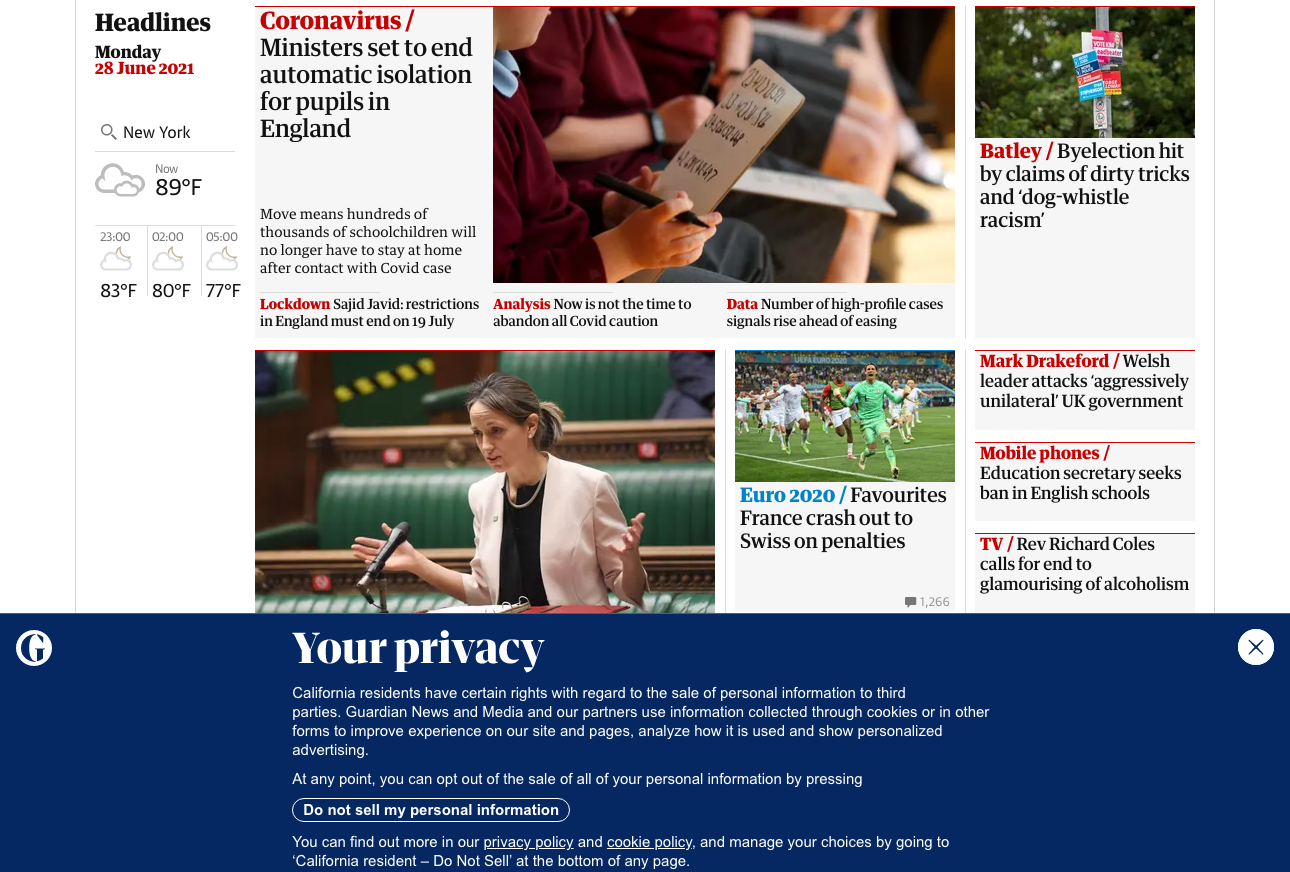 Headlines
Monday
28 June 2021
New York
Now
89°F
23:00
02:00
05:00
83°F
80°F
77°F
Coronavirus /
Ministers set to end
automatic isolation
for pupils in
England
Move means hundreds of
thousands of schoolchildren will
no longer have to stay at home
after contact with Covid case
Lockdown Sajid Javid: restrictions
in England must end on 19 July
Analysis Now is not the time to
abandon all Covid caution
Data Number of high-profile cases
signals rise ahead of easing
Batley / Byelection hit
by claims of dirty tricks
and ‘dog-whistle
racism’
UEFA EURO 2020
Euro 2020 / Favourites
France crash out to
Swiss on penalties
1,266
Mark Drakeford / Welsh
leader attacks ‘aggressively
unilateral’ UK government
Mobile phones /
Education secretary seeks
ban in English schools
TV / Rev Richard Coles
calls for end to
glamourising of alcoholism
G
Your privacy
California residents have certain rights with regard to the sale of personal information to third
parties. Guardian News and Media and our partners use information collected through cookies or in other
forms to improve experience on our site and pages, analyze how it is used and show personalized
advertising.
At any point, you can opt out of the sale of all of your personal information by pressing
Do not sell my personal information
You can find out more in our privacy policy and cookie policy, and manage your choices by going to
‘California resident – Do Not Sell’ at the bottom of any page.